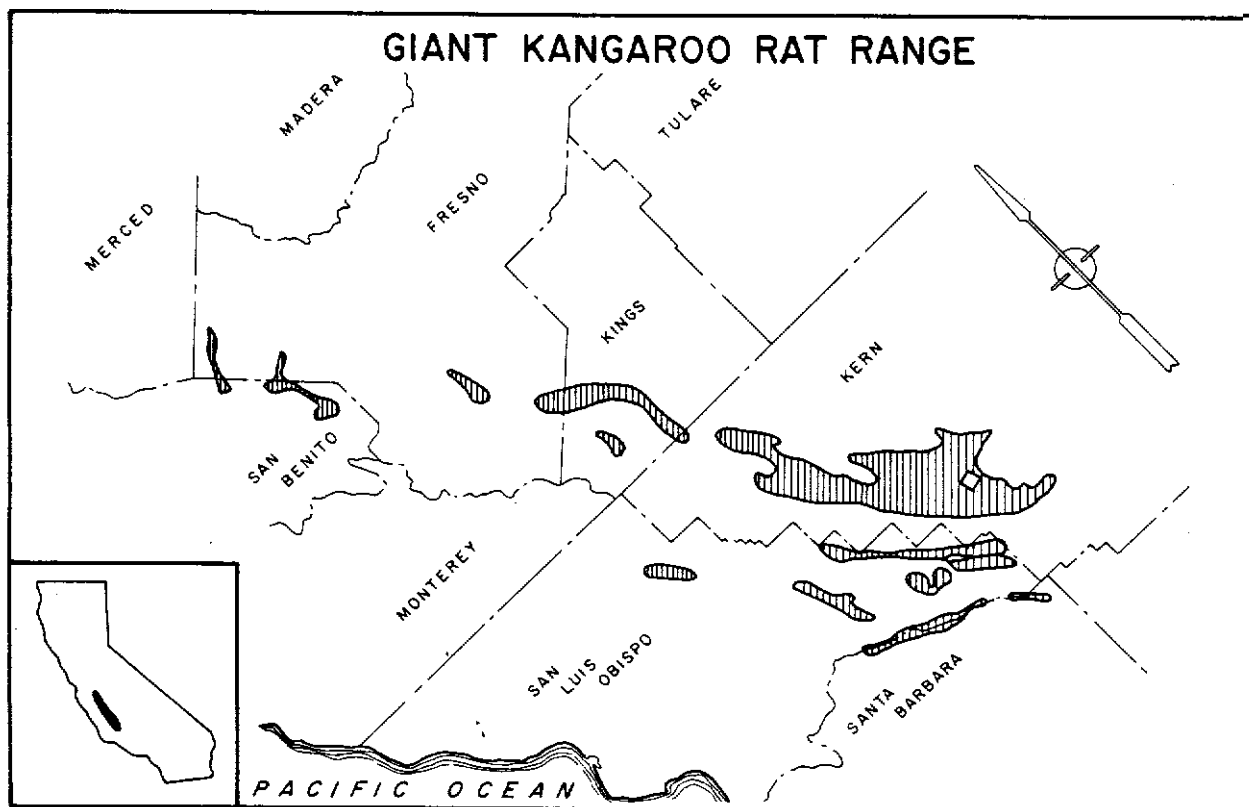 GIANT KANGAROO RAT RANGE
MADERA
TULARE
MERCED
FRESNO
KINGS
KERN
SAN
BENITO
MONTEREY
SAN
LUIS
OBISPO
SANTA
BARBARA
PACIFIC OCEAN